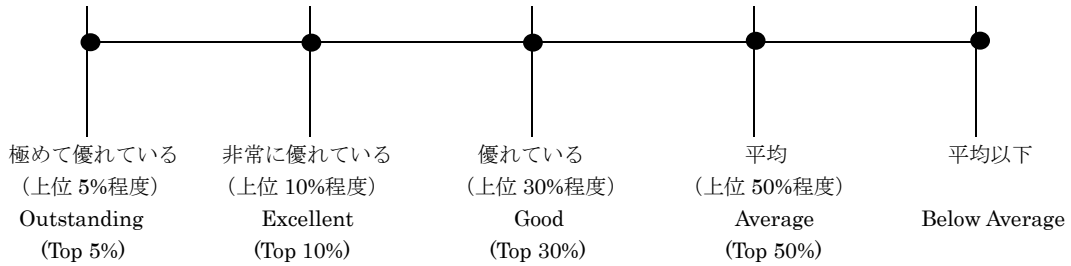 極めて優れている 非常に優れている 優れている 平均 平均以下
（上位 5%程度） （上位 10%程度） （上位 30%程度） （上位 50%程度）
Outstanding Excellent Good Average Below Average
(Top 5%) (Top 10%) (Top 30%) (Top 50%)